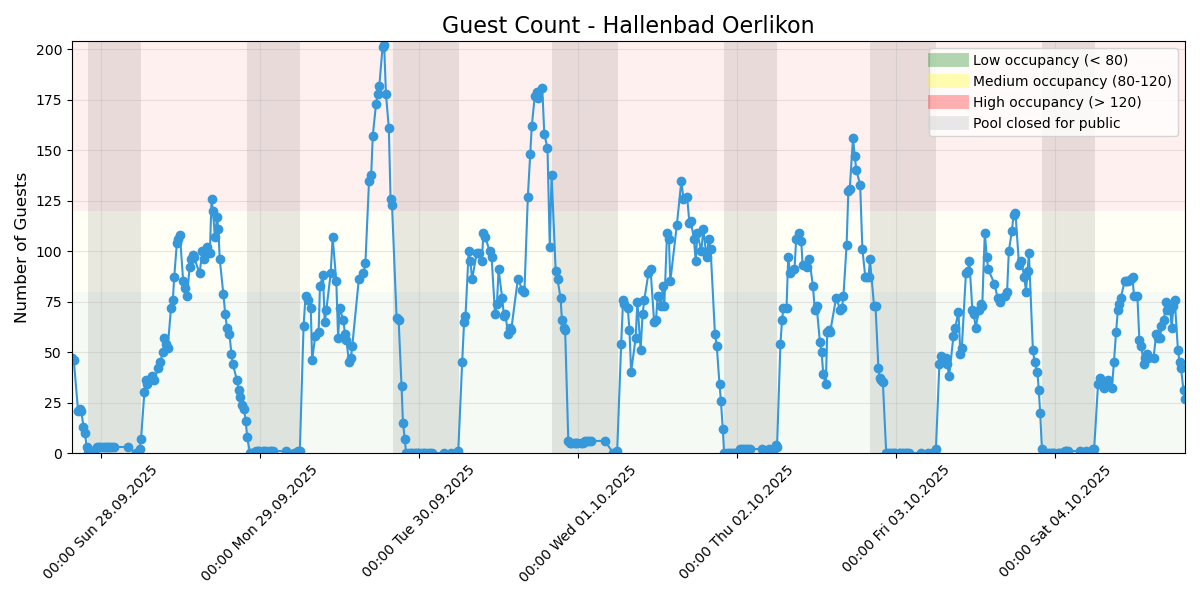 Guest Count - Hallenbad Oerlikon
Number of Guests
200
175
150
125
100
75
50
25
0
Low occupancy (< 80)
Medium occupancy (80-120)
High occupancy (> 120)
Pool closed for public
00:00 Sun 28.09.2025
00:00 Mon 29.09.2025
00:00 Tue 30.09.2025
00:00 Wed 01.10.2025
00:00 Thu 02.10.2025
00:00 Fri 03.10.2025
00:00 Sat 04.10.2025